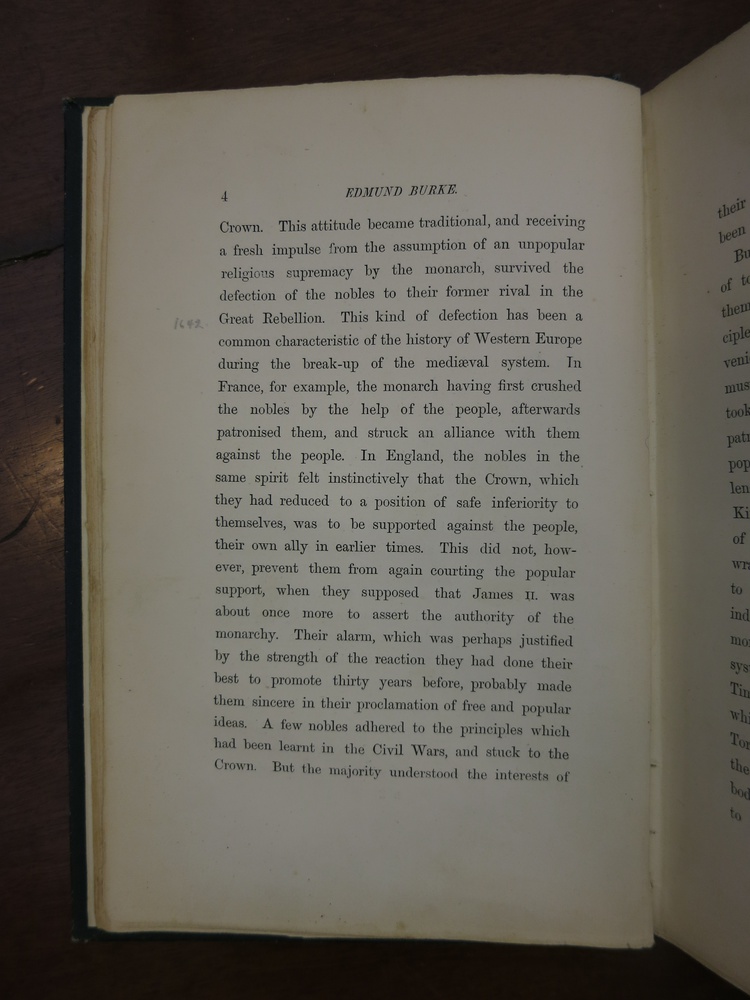 4
EDMUND BURKE.
Crown. This attitude became traditional, and receiving
a fresh impulse from the assumption of an unpopular
religious supremacy by the monarch, survived the
defection of the nobles to their former rival in the
Great Rebellion. This kind of defection has been a
1642.
common characteristic of the history of Western Europe
during the break-up of the mediæval system. In
France, for example, the monarch having first crushed
the nobles by the help of the people, afterwards
patronised them, and struck an alliance with them
against the people. In England, the nobles in the
same spirit felt instinctively that the Crown, which
they had reduced to a position of safe inferiority to
themselves, was to be supported against the people,
their own ally in earlier times. This did not, how-
ever, prevent them from again courting the popular
support, when they supposed that James II. was
about once more to assert the authority of the
monarchy. Their alarm, which was perhaps justified
by the strength of the reaction they had done their
best to promote thirty years before, probably made
them sincere in their proclamation of free and popular
ideas. A few nobles adhered to the principles which
had been learnt in the Civil Wars, and stuck to the
Crown. But the majority understood the interests of
their
been
Bu
of to
them
ciple
veni
mus
took
patr
pop
len
Ki
of
wra
to
ind
mor
sys
Tim
whi
Tor
the
bod
to